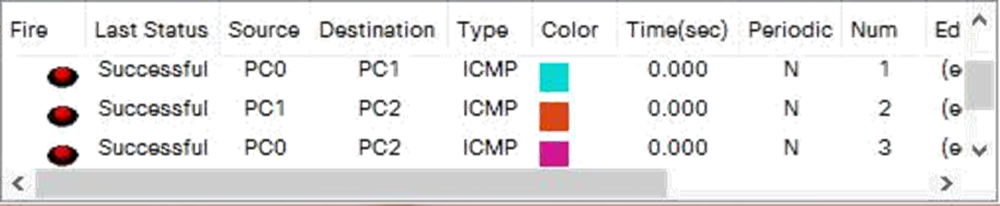 Fire Last Status Source Destination Type Color Time(sec) Periodic Num Ed
Successful PC0 PC1 ICMP 0.000 N 1 (e
Successful PC1 PC2 ICMP 0.000 N 2 (e
Successful PC0 PC2 ICMP 0.000 N 3 (e